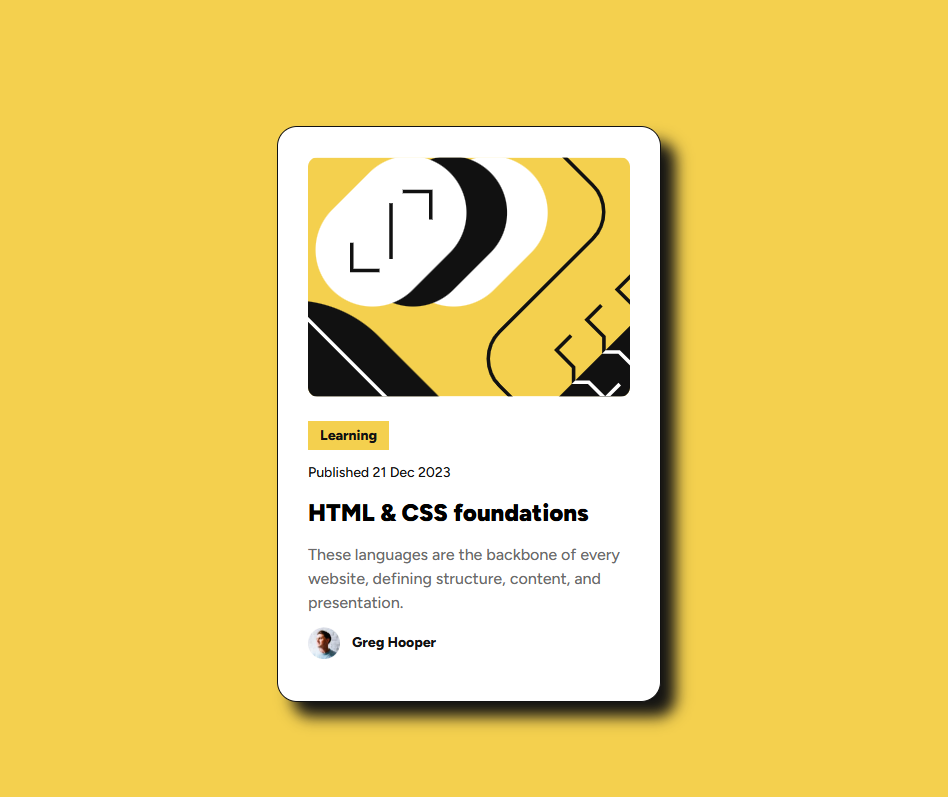 Learning
Published 21 Dec 2023
HTML & CSS foundations
These languages are the backbone of every
website, defining structure, content, and
presentation.
Greg Hooper